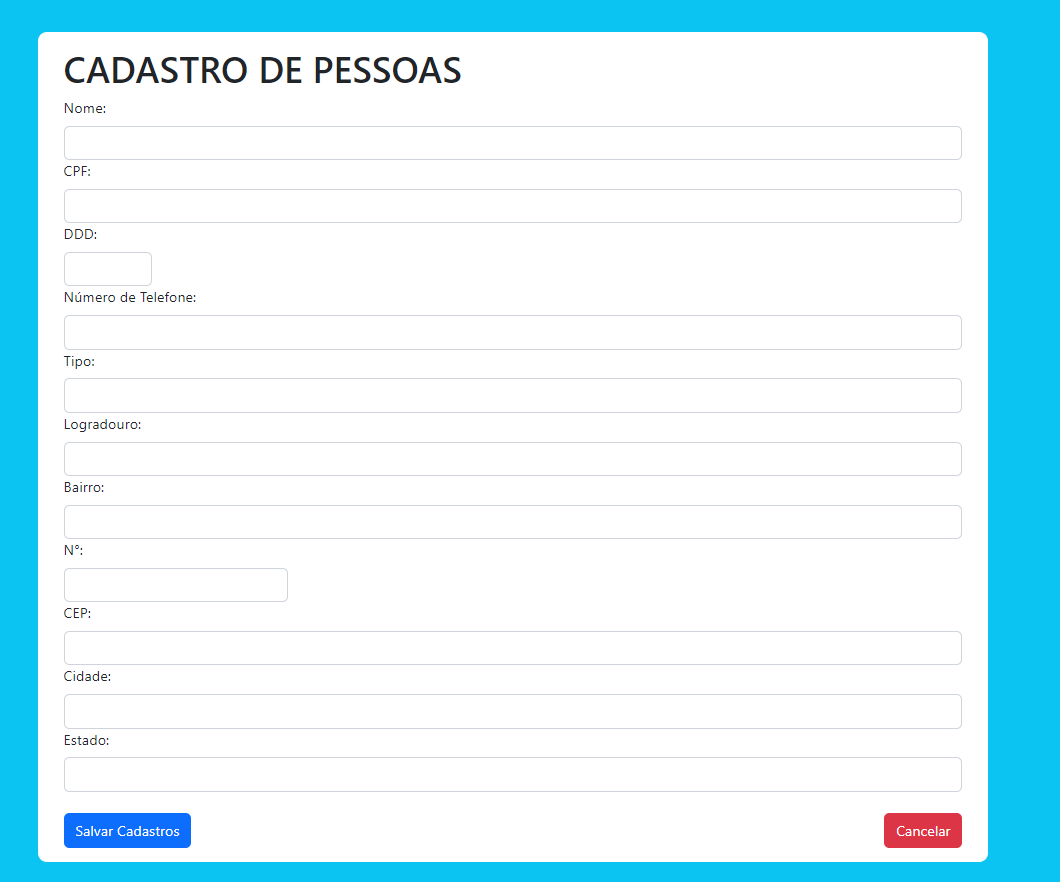 CADASTRO DE PESSOAS
Nome:
CPF:
DDD:
Número de Telefone:
Tipo:
Logradouro:
Bairro:
N°:
CEP:
Cidade:
Estado:
Salvar Cadastros
Cancelar